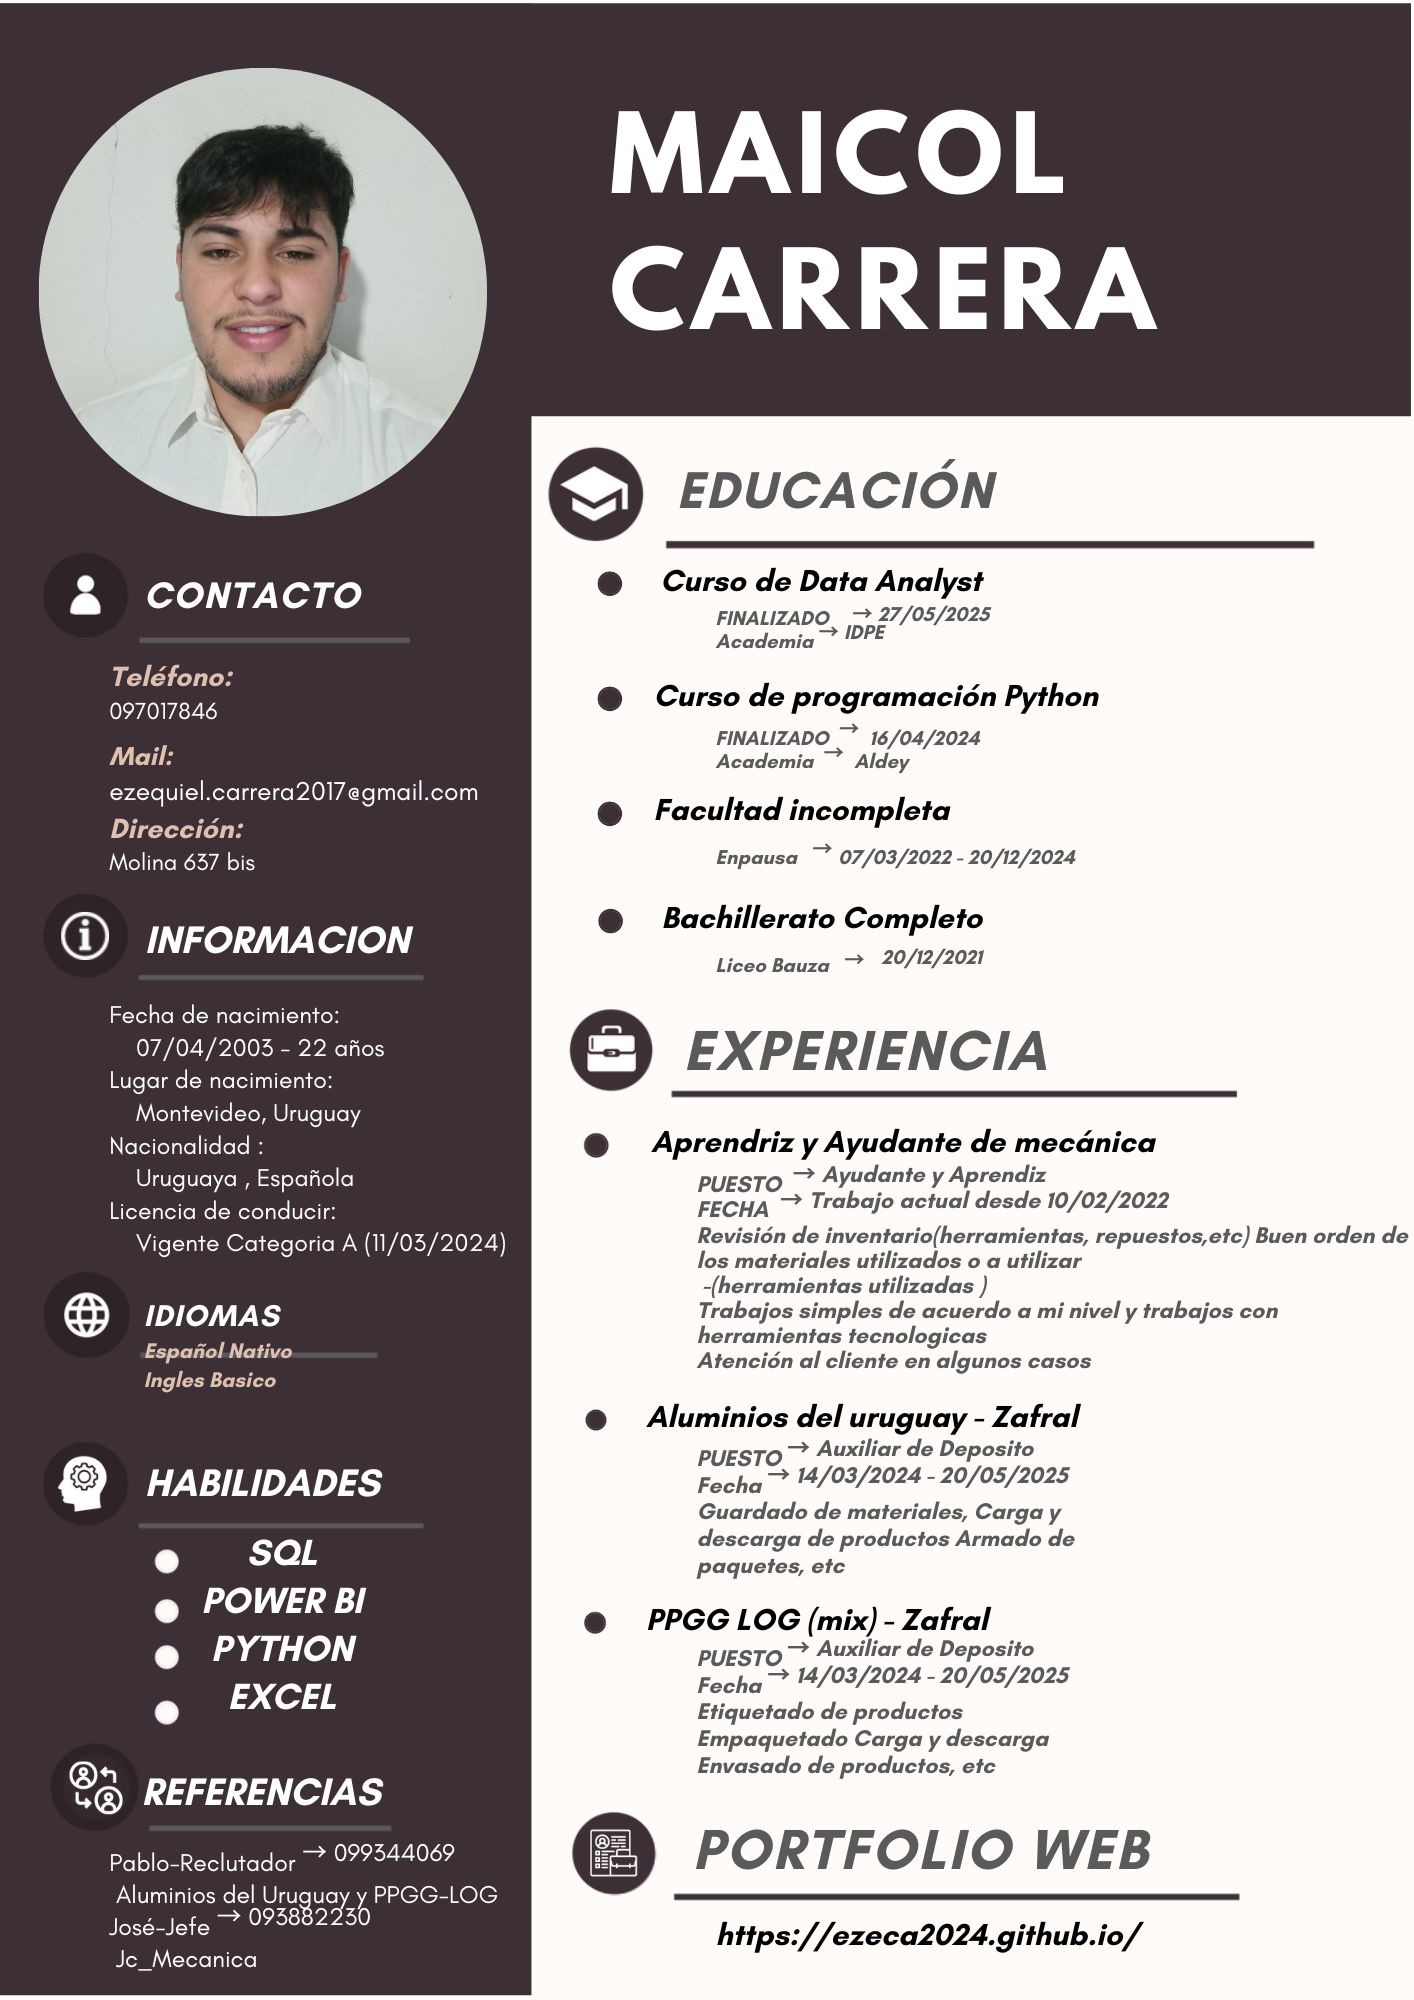 MAICOL
CARRERA
CONTACTO
Teléfono:
097017846
Mail:
ezequiel.carrera2017@gmail.com
Dirección:
Molina 637 bis
INFORMACION
Fecha de nacimiento:
07/04/2003 - 22 años
Lugar de nacimiento:
Montevideo, Uruguay
Nacionalidad :
Uruguaya , Española
Licencia de conducir:
Vigente Categoria A (11/03/2024)
IDIOMAS
Español Nativo
Ingles Basico
HABILIDADES
SQL
POWER BI
PYTHON
EXCEL
REFERENCIAS
Pablo-Reclutador → 099344069
Aluminios del Uruguay y PPGG-LOG
José-Jefe → 093882230
Jc_Mecanica
EDUCACIÓN
Curso de Data Analyst
FINALIZADO → 27/05/2025
Academia → IDPE
Curso de programación Python
FINALIZADO → 16/04/2024
Academia → Aldey
Facultad incompleta
Enpausa → 07/03/2022 - 20/12/2024
Bachillerato Completo
Liceo Bauza → 20/12/2021
EXPERIENCIA
Aprendriz y Ayudante de mecánica
PUESTO → Ayudante y Aprendiz
FECHA → Trabajo actual desde 10/02/2022
Revisión de inventario(herramientas, repuestos,etc) Buen orden de
los materiales utilizados o a utilizar
-(herramientas utilizadas )
Trabajos simples de acuerdo a mi nivel y trabajos con
herramientas tecnologicas
Atención al cliente en algunos casos
Aluminios del uruguay - Zafral
PUESTO → Auxiliar de Deposito
Fecha → 14/03/2024 - 20/05/2025
Guardado de materiales, Carga y
descarga de productos Armado de
paquetes, etc
PPGG LOG (mix) - Zafral
PUESTO → Auxiliar de Deposito
Fecha → 14/03/2024 - 20/05/2025
Etiquetado de productos
Empaquetado Carga y descarga
Envasado de productos, etc
PORTFOLIO WEB
https://ezeca2024.github.io/